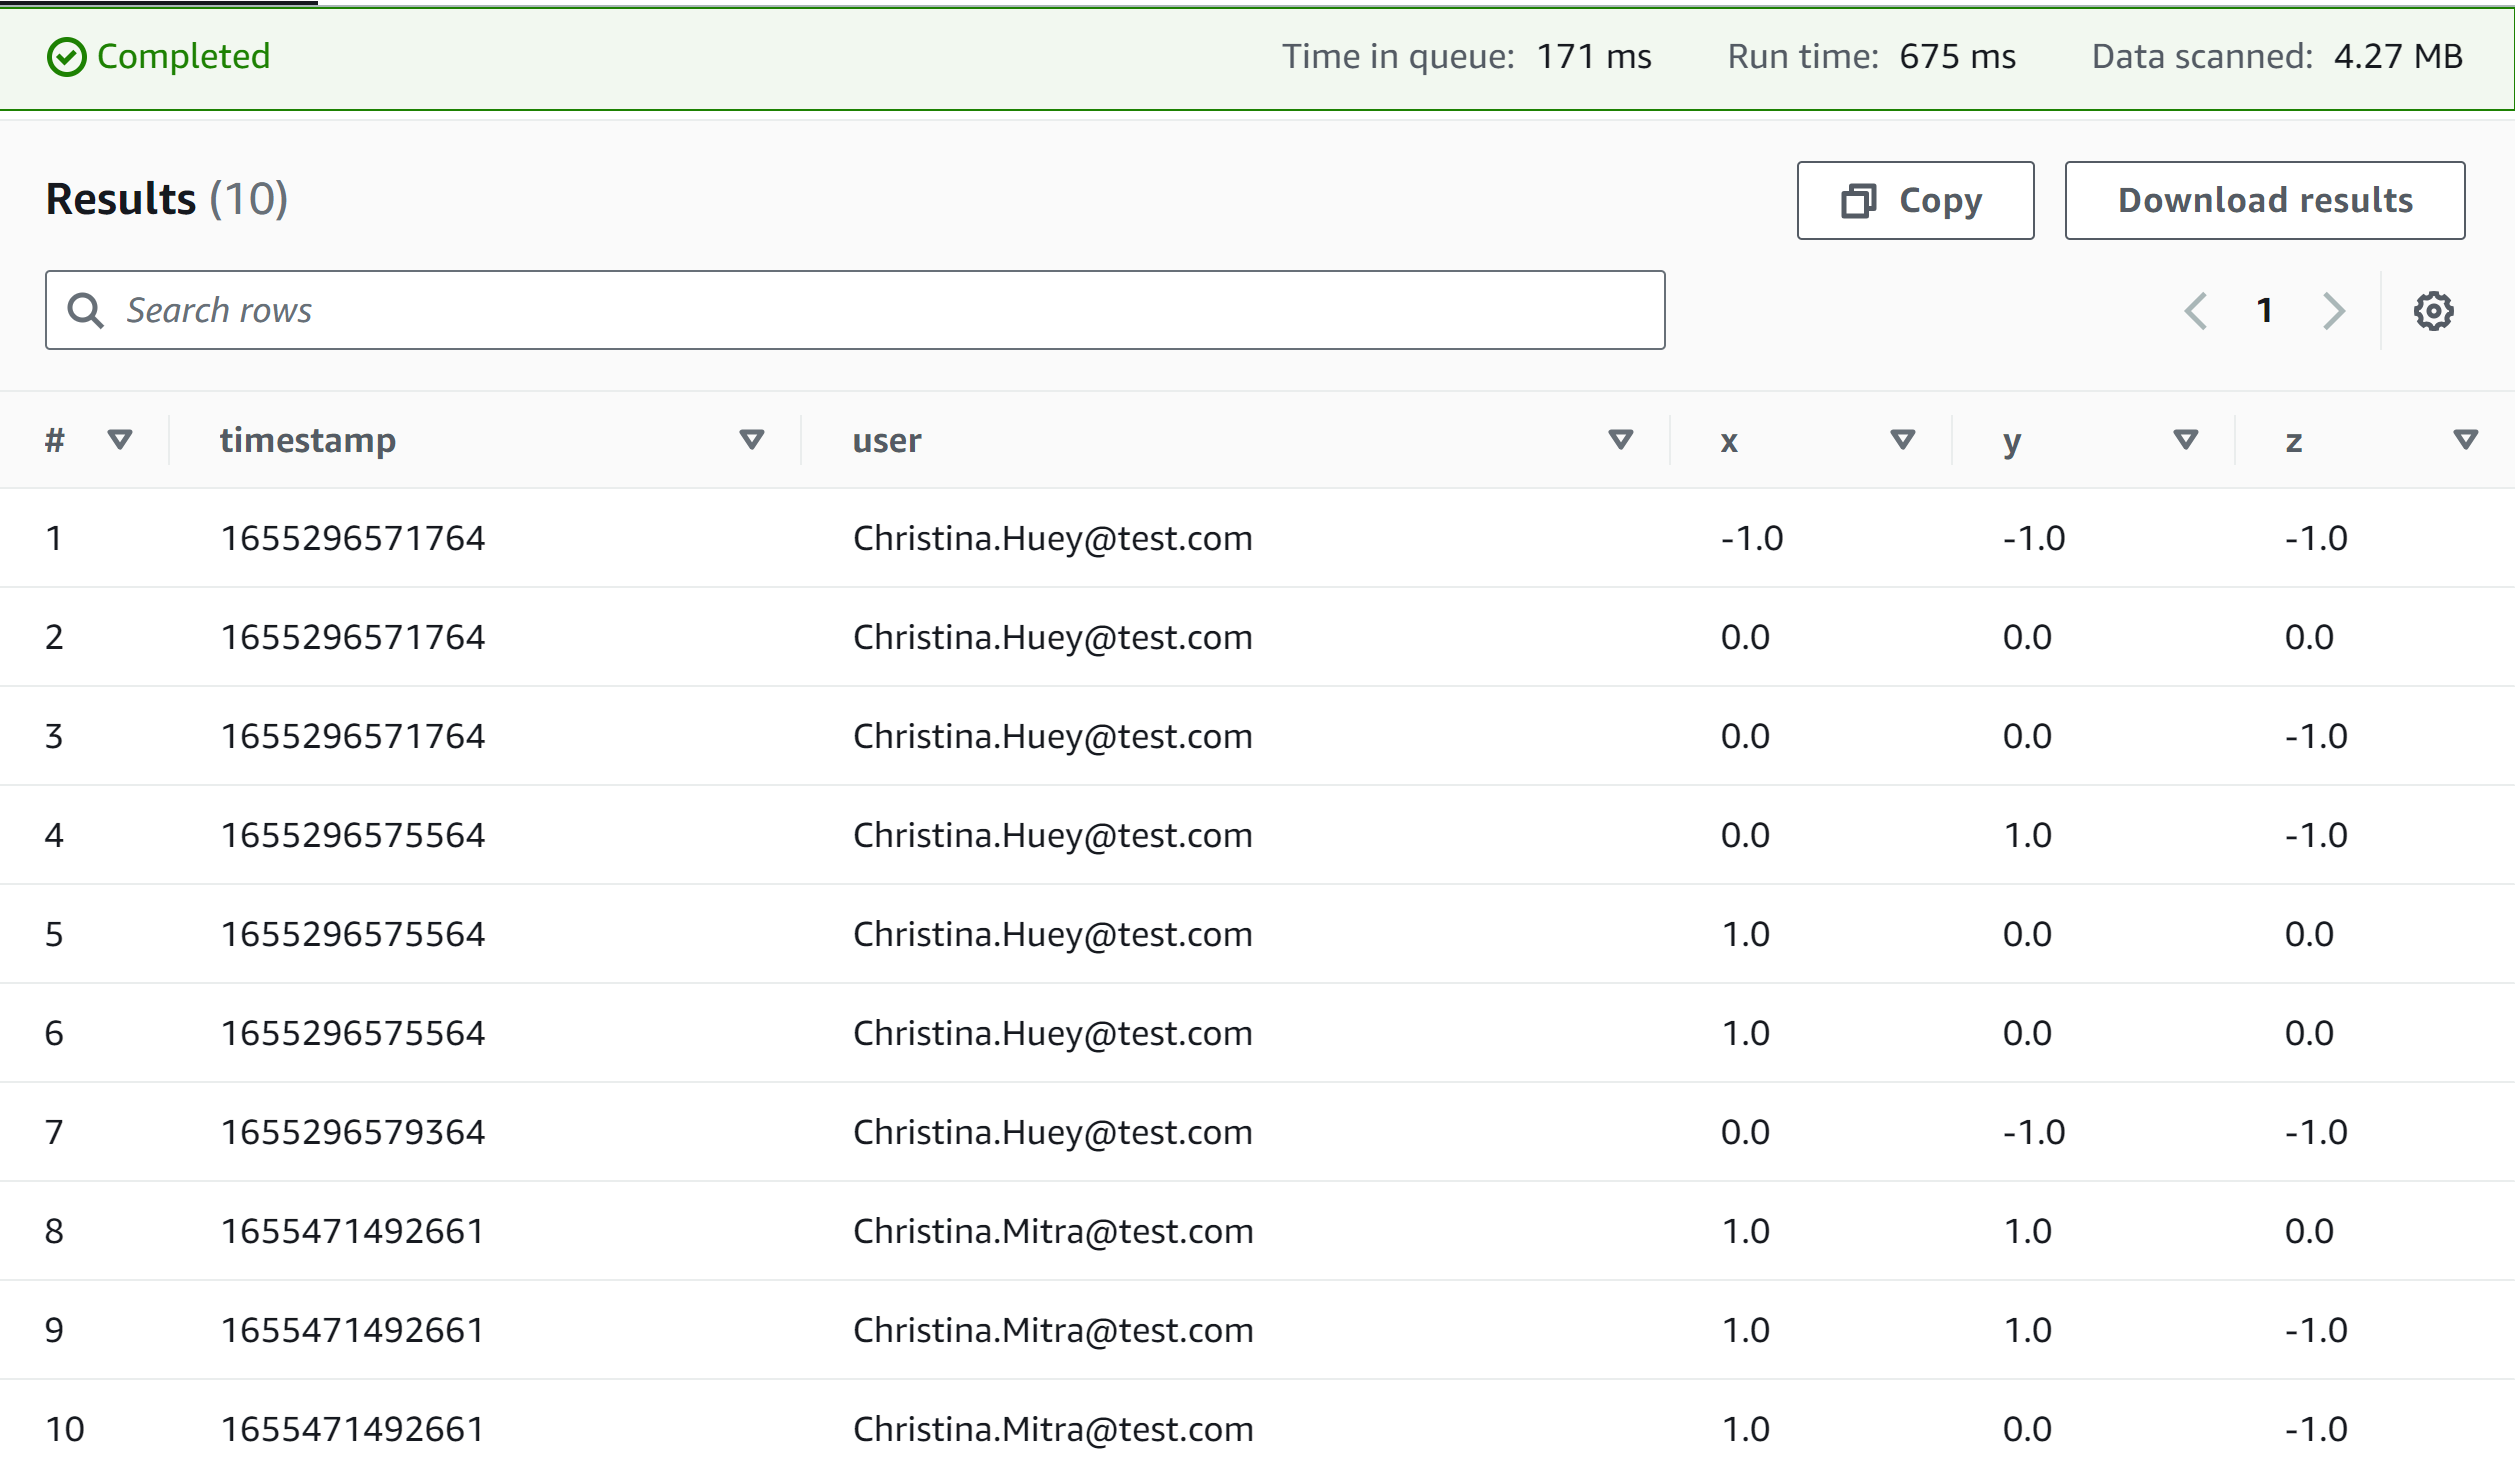 Completed Time in queue: 171 ms Run time: 675 ms Data scanned: 4.27 MB
Results (10) Copy Download results
Search rows 1
# timestamp user x y z
1 1655296571764 Christina.Huey@test.com -1.0 -1.0 -1.0
2 1655296571764 Christina.Huey@test.com 0.0 0.0 0.0
3 1655296571764 Christina.Huey@test.com 0.0 0.0 -1.0
4 1655296575564 Christina.Huey@test.com 0.0 1.0 -1.0
5 1655296575564 Christina.Huey@test.com 1.0 0.0 0.0
6 1655296575564 Christina.Huey@test.com 1.0 0.0 0.0
7 1655296579364 Christina.Huey@test.com 0.0 -1.0 -1.0
8 1655471492661 Christina.Mitra@test.com 1.0 1.0 0.0
9 1655471492661 Christina.Mitra@test.com 1.0 1.0 -1.0
10 1655471492661 Christina.Mitra@test.com 1.0 0.0 -1.0